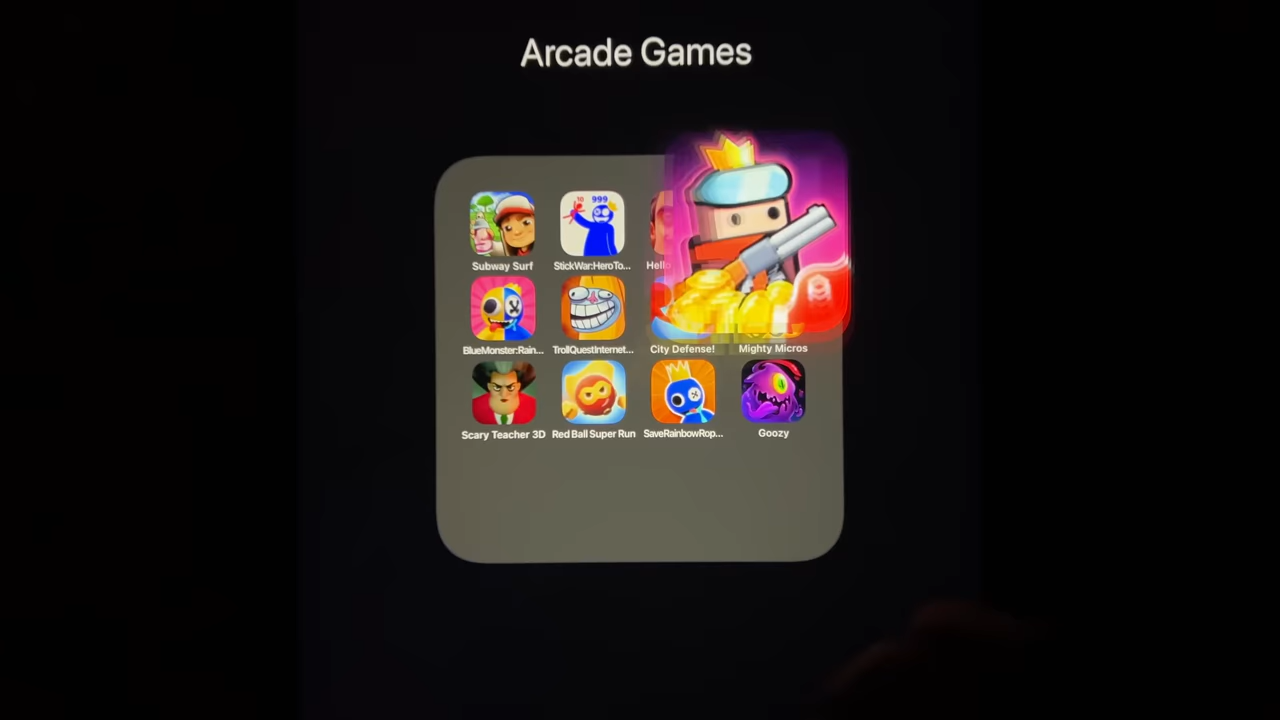 Arcade Games
10 999
Subway Surf
StickWar:HeroTo...
Hello
BlueMonster:Rain...
TrollQuestInternet...
City Defense!
Mighty Micros
Scary Teacher 3D
Red Ball Super Run
SaveRainbowRop...
Goozy